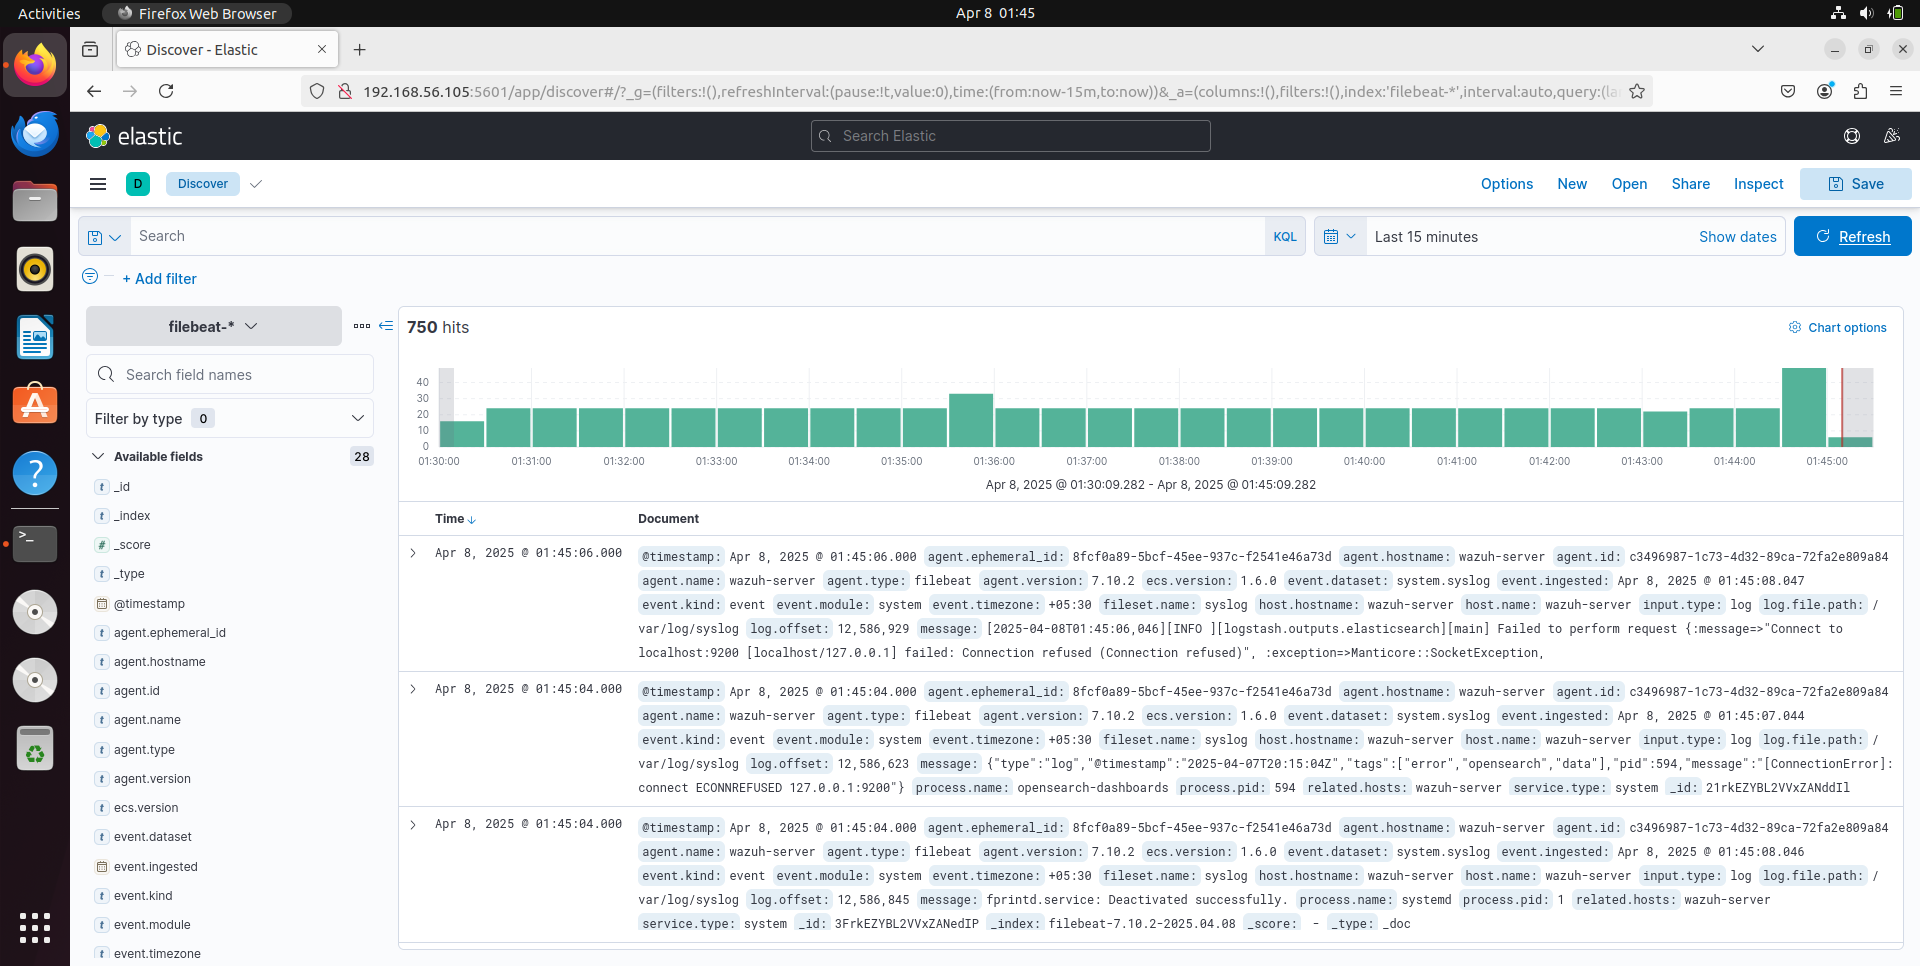 Activities
Firefox Web Browser
Apr 8 01:45
Discover - Elastic
192.168.56.105:5601/app/discover#/?_g=(filters:!(),refreshInterval:(pause:!t,value:0),time:(from:now-15m,to:now))&_a=(columns:!(),filters:!(),index:'filebeat-*',interval:auto,query:(la
elastic
Search Elastic
D
Discover
Options
New
Open
Share
Inspect
Save
Search
KQL
Last 15 minutes
Show dates
Refresh
+ Add filter
filebeat-*
750 hits
Chart options
Search field names
Filter by type 0
Available fields 28
t _id
t _index
# _score
t _type
@timestamp
t agent.ephemeral_id
t agent.hostname
t agent.id
t agent.name
t agent.type
t agent.version
t ecs.version
t event.dataset
event.ingested
t event.kind
t event.module
t event.timezone
40
30
20
10
0
01:30:00 01:31:00 01:32:00 01:33:00 01:34:00 01:35:00 01:36:00 01:37:00 01:38:00 01:39:00 01:40:00 01:41:00 01:42:00 01:43:00 01:44:00 01:45:00
Apr 8, 2025 @ 01:30:09.282 - Apr 8, 2025 @ 01:45:09.282
Time Document
Apr 8, 2025 @ 01:45:06.000
@timestamp: Apr 8, 2025 @ 01:45:06.000 agent.ephemeral_id: 8fcf0a89-5bcf-45ee-937c-f2541e46a73d agent.hostname: wazuh-server agent.id: c3496987-1c73-4d32-89ca-72fa2e809a84
agent.name: wazuh-server agent.type: filebeat agent.version: 7.10.2 ecs.version: 1.6.0 event.dataset: system.syslog event.ingested: Apr 8, 2025 @ 01:45:08.047
event.kind: event event.module: system event.timezone: +05:30 fileset.name: syslog host.hostname: wazuh-server host.name: wazuh-server input.type: log log.file.path: /
var/log/syslog log.offset: 12,586,929 message: [2025-04-08T01:45:06,046][INFO ][logstash.outputs.elasticsearch][main] Failed to perform request {:message=>"Connect to
localhost:9200 [localhost/127.0.0.1] failed: Connection refused (Connection refused)", :exception=>Manticore::SocketException,
Apr 8, 2025 @ 01:45:04.000
@timestamp: Apr 8, 2025 @ 01:45:04.000 agent.ephemeral_id: 8fcf0a89-5bcf-45ee-937c-f2541e46a73d agent.hostname: wazuh-server agent.id: c3496987-1c73-4d32-89ca-72fa2e809a84
agent.name: wazuh-server agent.type: filebeat agent.version: 7.10.2 ecs.version: 1.6.0 event.dataset: system.syslog event.ingested: Apr 8, 2025 @ 01:45:07.044
event.kind: event event.module: system event.timezone: +05:30 fileset.name: syslog host.hostname: wazuh-server host.name: wazuh-server input.type: log log.file.path: /
var/log/syslog log.offset: 12,586,623 message: {"type":"log","@timestamp":"2025-04-07T20:15:04Z","tags":["error","opensearch","data"],"pid":594,"message":"[ConnectionError]:
connect ECONNREFUSED 127.0.0.1:9200"} process.name: opensearch-dashboards process.pid: 594 related.hosts: wazuh-server service.type: system _id: 21rkEZYBL2VVxZANddIl
Apr 8, 2025 @ 01:45:04.000
@timestamp: Apr 8, 2025 @ 01:45:04.000 agent.ephemeral_id: 8fcf0a89-5bcf-45ee-937c-f2541e46a73d agent.hostname: wazuh-server agent.id: c3496987-1c73-4d32-89ca-72fa2e809a84
agent.name: wazuh-server agent.type: filebeat agent.version: 7.10.2 ecs.version: 1.6.0 event.dataset: system.syslog event.ingested: Apr 8, 2025 @ 01:45:08.046
event.kind: event event.module: system event.timezone: +05:30 fileset.name: syslog host.hostname: wazuh-server host.name: wazuh-server input.type: log log.file.path: /
var/log/syslog log.offset: 12,586,845 message: fprintd.service: Deactivated successfully. process.name: systemd process.pid: 1 related.hosts: wazuh-server
service.type: system _id: 3FrkEZYBL2VVxZANedIP _index: filebeat-7.10.2-2025.04.08 _score: - _type: _doc